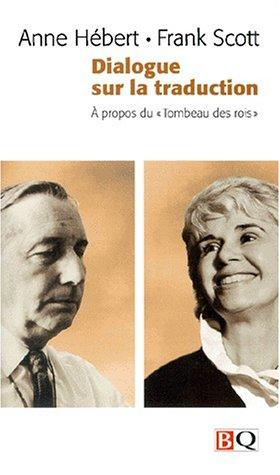 Anne Hébert • Frank Scott
Dialogue
sur la traduction
À propos du « Tombeau des rois »
BQ